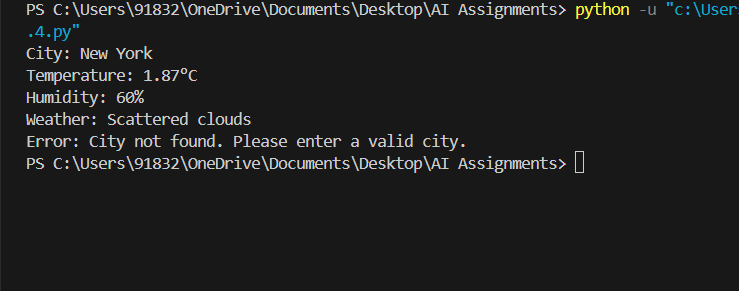 PS C:\Users\91832\OneDrive\Documents\Desktop\AI Assignments> python -u "c:\Users
.4.py"
City: New York
Temperature: 1.87°C
Humidity: 60%
Weather: Scattered clouds
Error: City not found. Please enter a valid city.
PS C:\Users\91832\OneDrive\Documents\Desktop\AI Assignments>